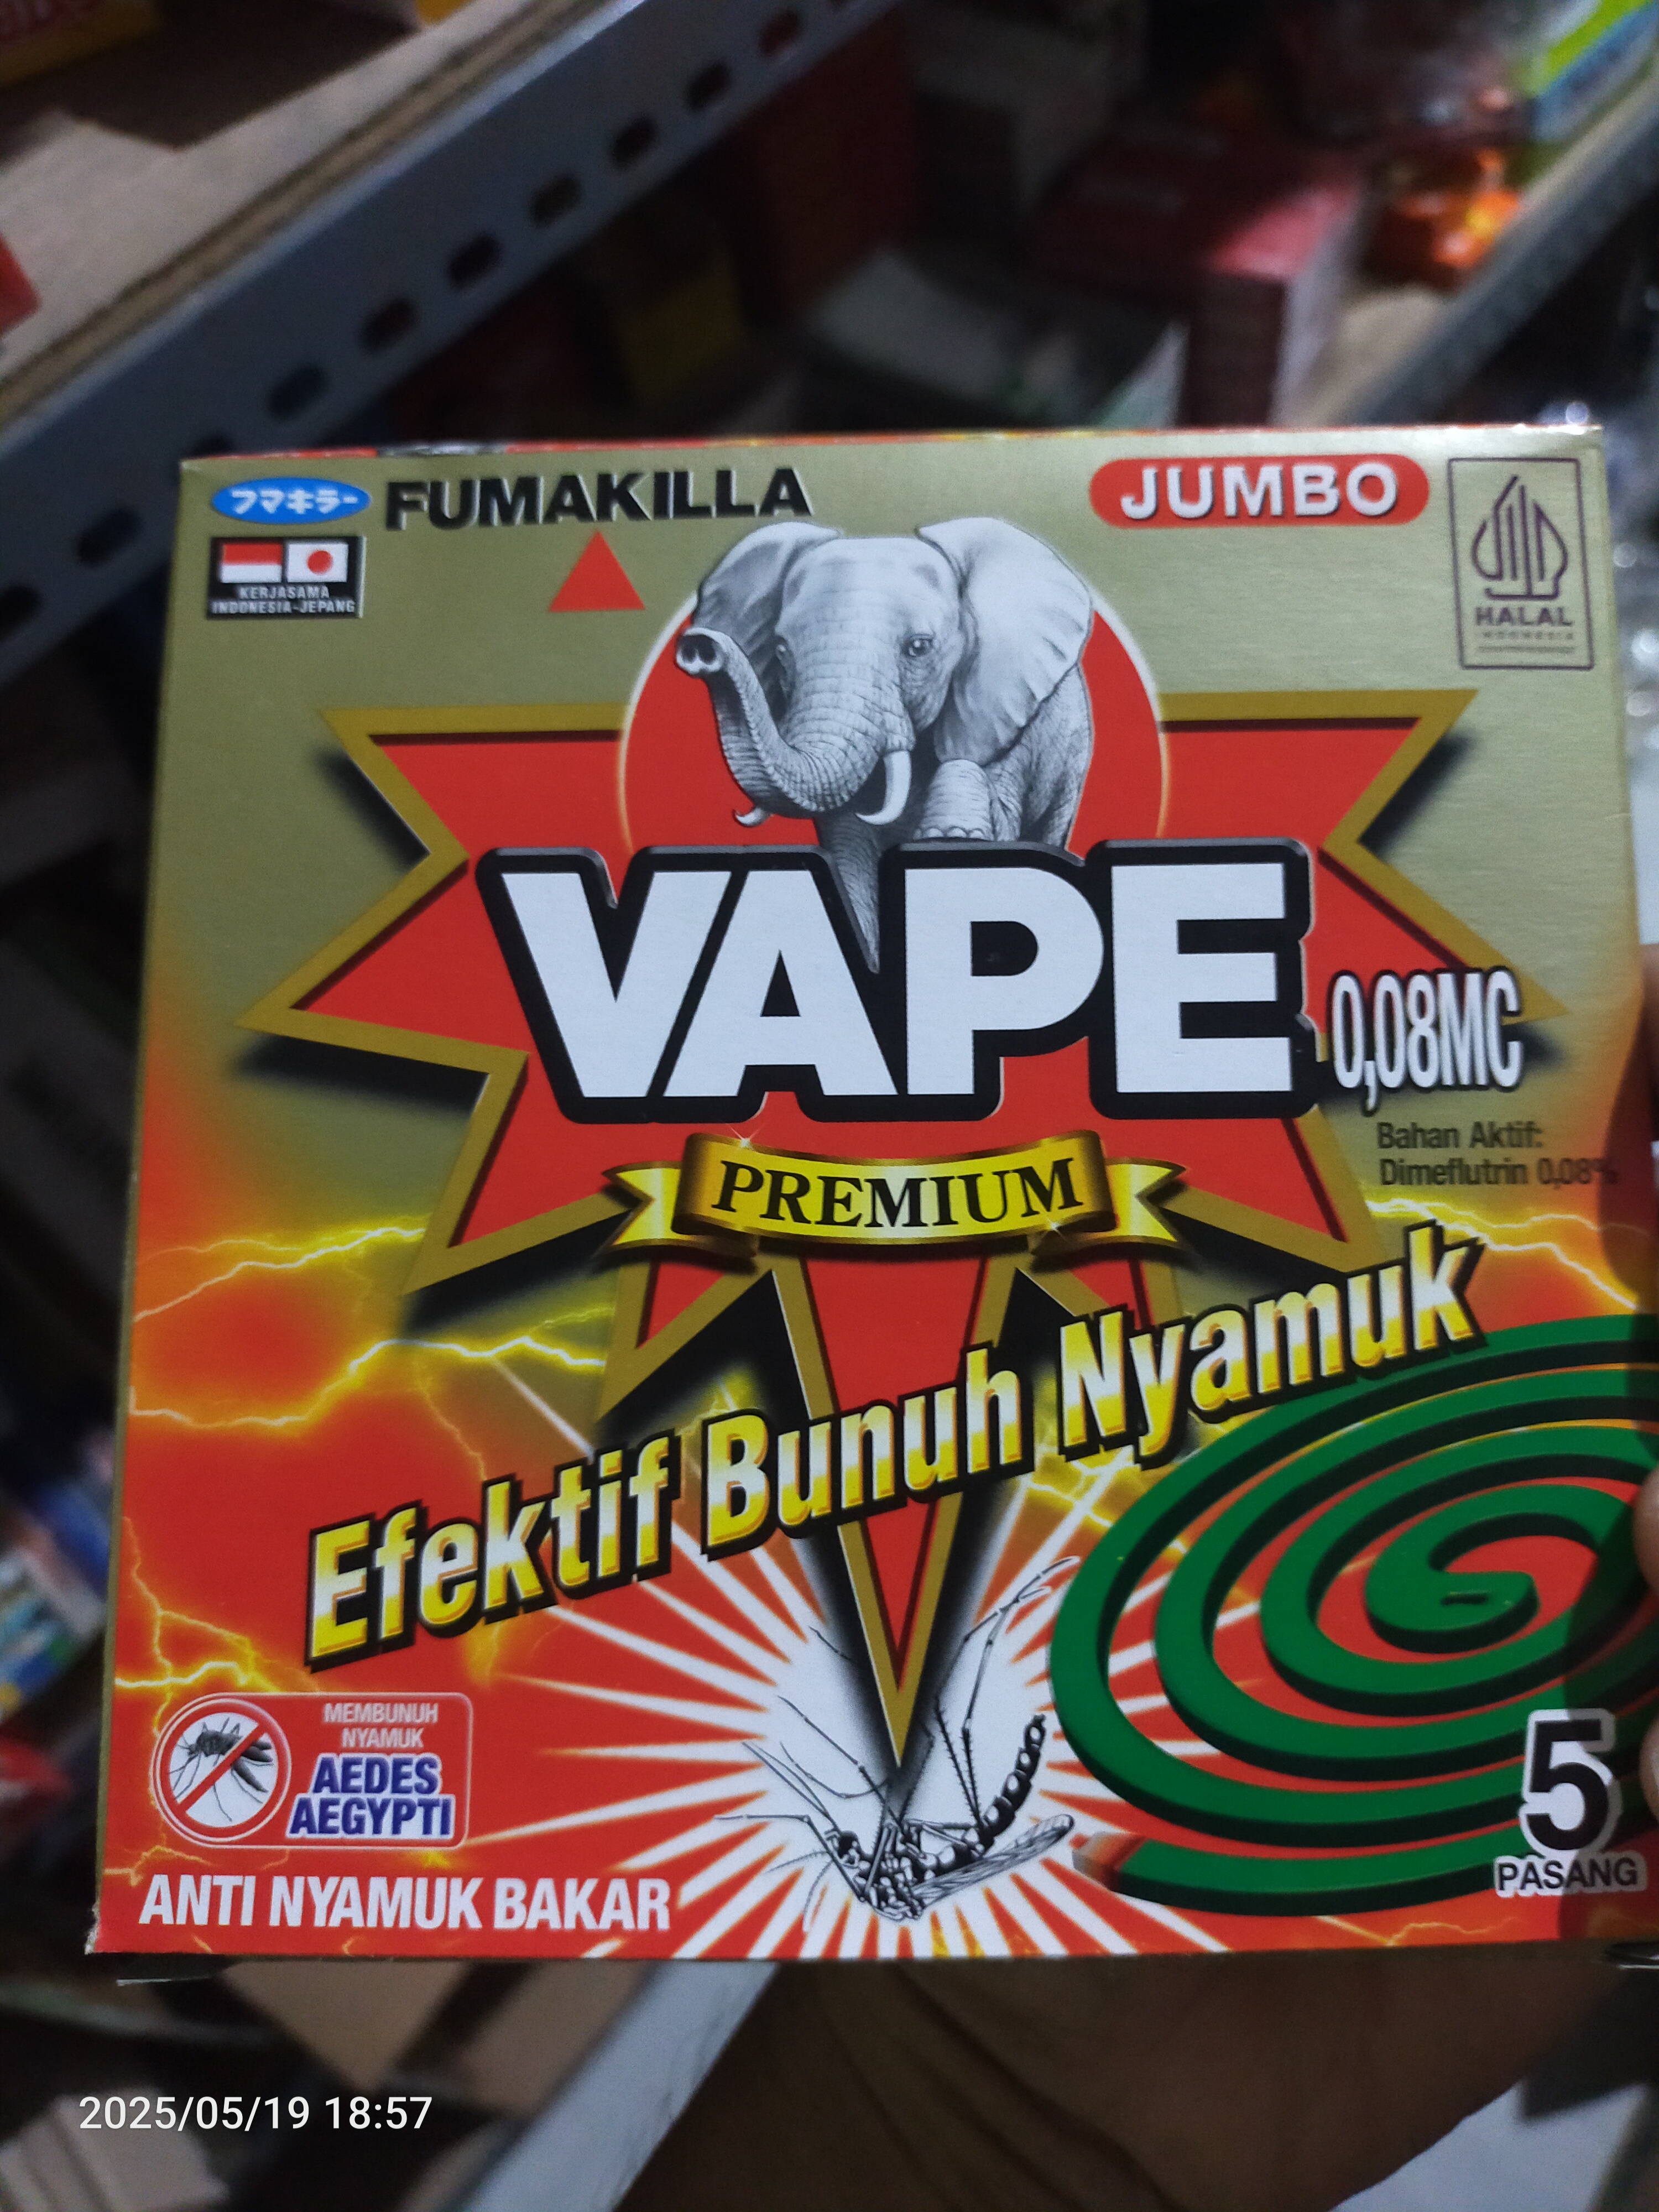 フマキラー FUMAKILLA
JUMBO
KERJASAMA
INDONESIA-JEPANG
HALAL
INDONESIA
VAPE
0,08MC
Bahan Aktif:
Dimeflutrin 0,08%
PREMIUM
Efektif Bunuh Nyamuk
MEMBUNUH
NYAMUK
AEDES
AEGYPTI
5
PASANG
ANTI NYAMUK BAKAR
2025/05/19 18:57